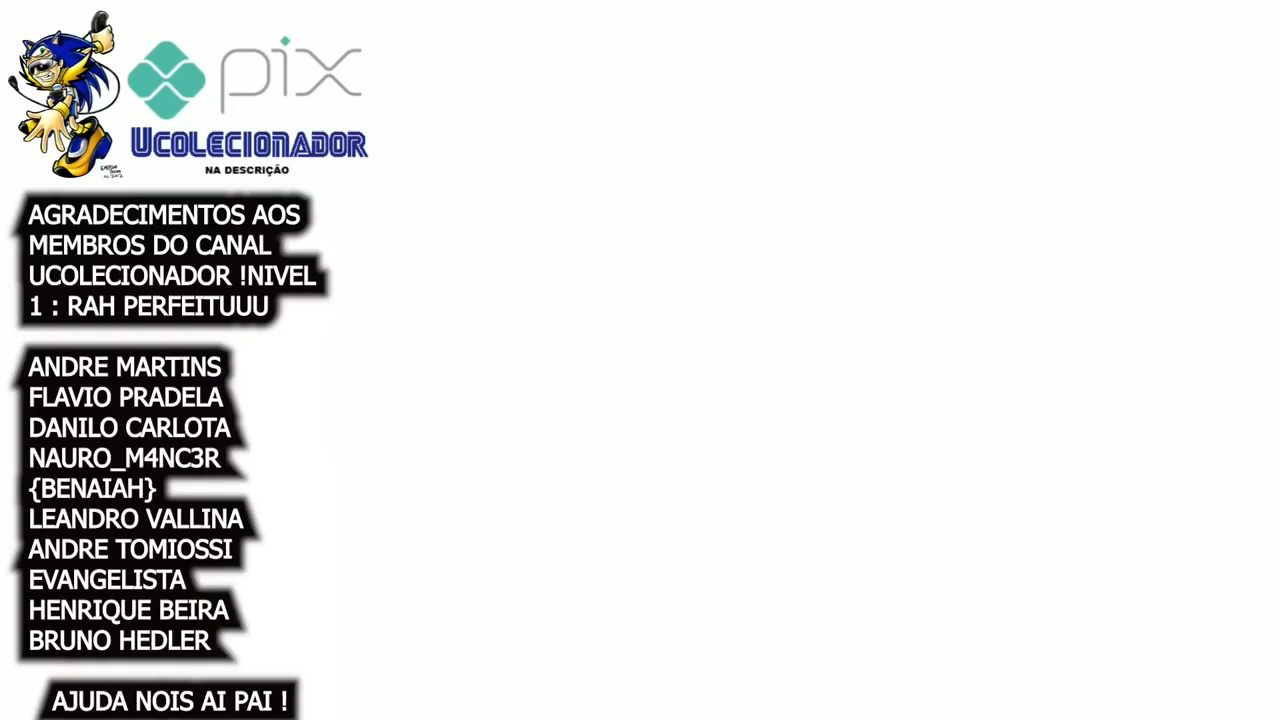 pix
UCOLECIONADOR
NA DESCRIÇÃO
AGRADECIMENTOS AOS
MEMBROS DO CANAL
UCOLECIONADOR !NIVEL
1 : RAH PERFEITUUU
ANDRE MARTINS
FLAVIO PRADELA
DANILO CARLOTA
NAURO_M4NC3R
{BENAIAH}
LEANDRO VALLINA
ANDRE TOMIOSSI
EVANGELISTA
HENRIQUE BEIRA
BRUNO HEDLER
AJUDA NOIS AI PAI !